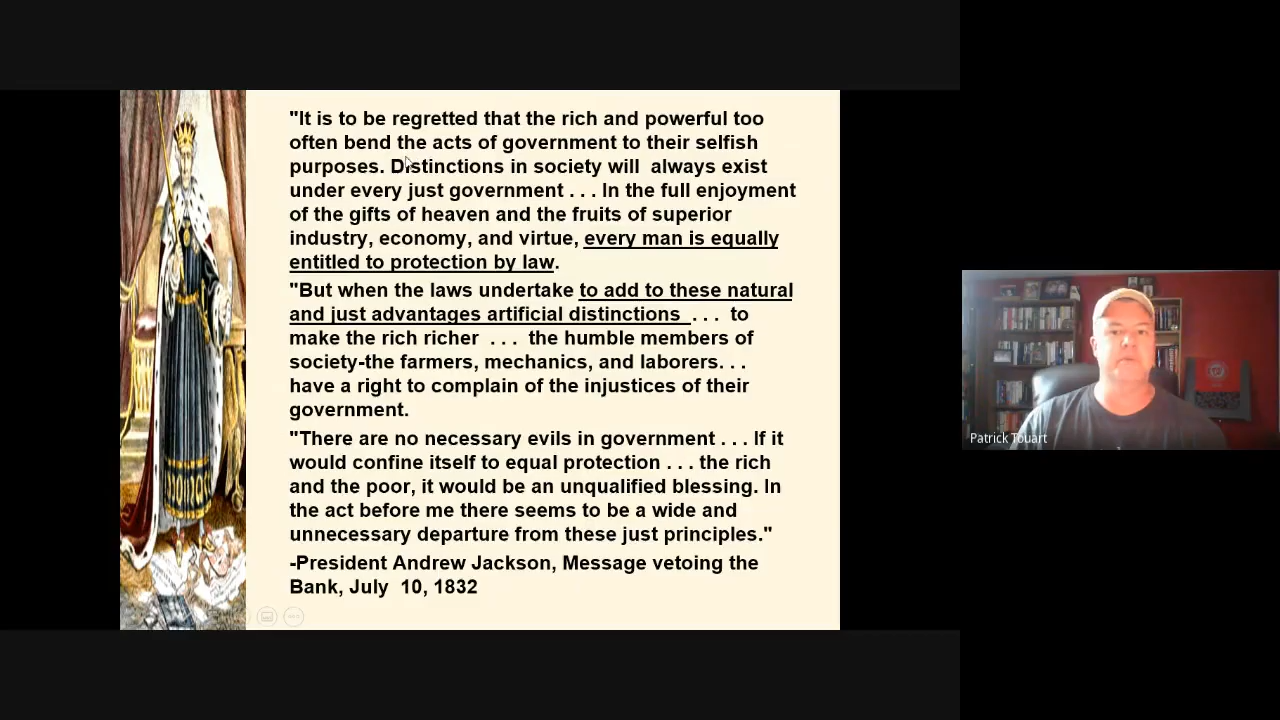 "It is to be regretted that the rich and powerful too
often bend the acts of government to their selfish
purposes. Distinctions in society will  always exist
under every just government . . . In the full enjoyment
of the gifts of heaven and the fruits of superior
industry, economy, and virtue, every man is equally
entitled to protection by law.
"But when the laws undertake to add to these natural
and just advantages artificial distinctions  . . .  to
make the rich richer  . . .  the humble members of
society-the farmers, mechanics, and laborers. . .
have a right to complain of the injustices of their
government.
"There are no necessary evils in government . . . If it
would confine itself to equal protection . . . the rich
and the poor, it would be an unqualified blessing. In
the act before me there seems to be a wide and
unnecessary departure from these just principles."
-President Andrew Jackson, Message vetoing the
Bank, July  10, 1832
Patrick Touart